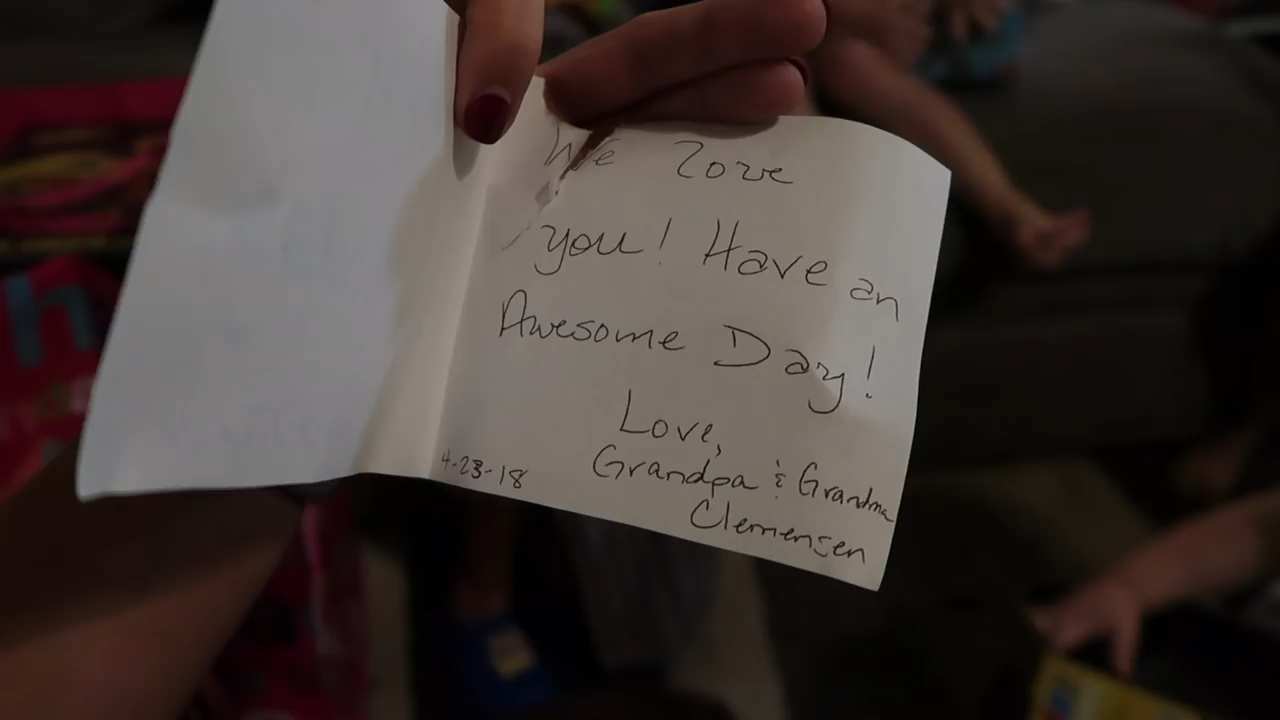 We Love
you! Have an
Awesome Day!
Love,
Grandpa & Grandma
Clemensen
4-23-18
h